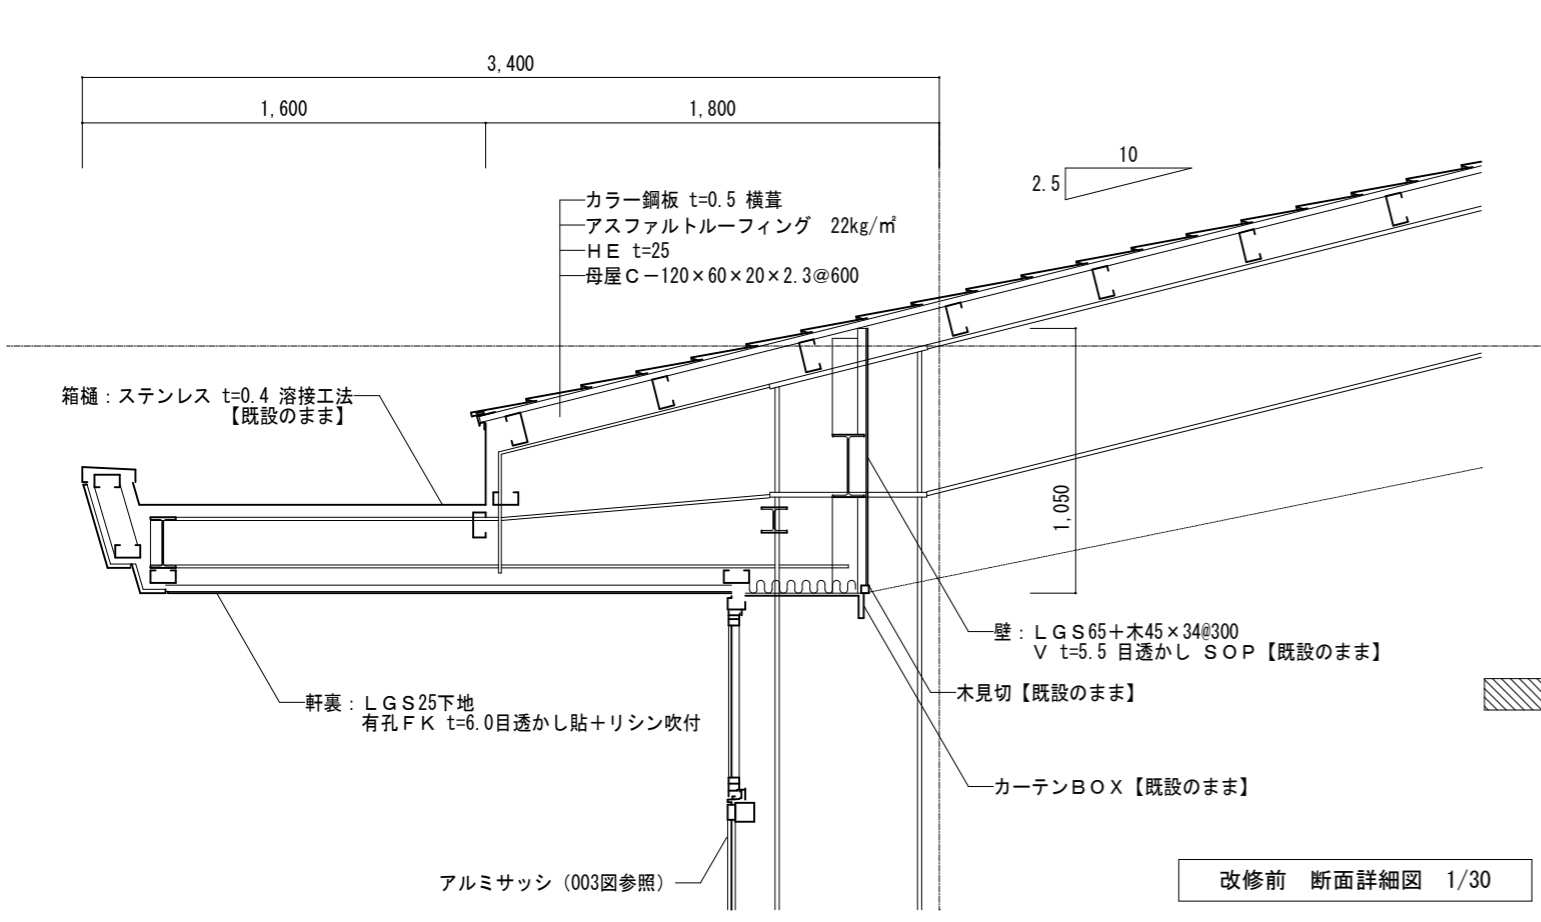 3,400
1,600
1,800
10
2.5
カラー鋼板 t=0.5 横葺
アスファルトルーフィング 22kg/㎡
ＨＥ t=25
母屋Ｃ－120×60×20×2.3@600
箱樋：ステンレス t=0.4 溶接工法
【既設のまま】
1,050
壁：ＬＧＳ65＋木45×34@300
Ｖ t=5.5 目透かし ＳＯＰ【既設のまま】
木見切【既設のまま】
軒裏：ＬＧＳ25下地
有孔ＦＫ t=6.0目透かし貼＋リシン吹付
カーテンＢＯＸ【既設のまま】
アルミサッシ（003図参照）
改修前 断面詳細図 1/30